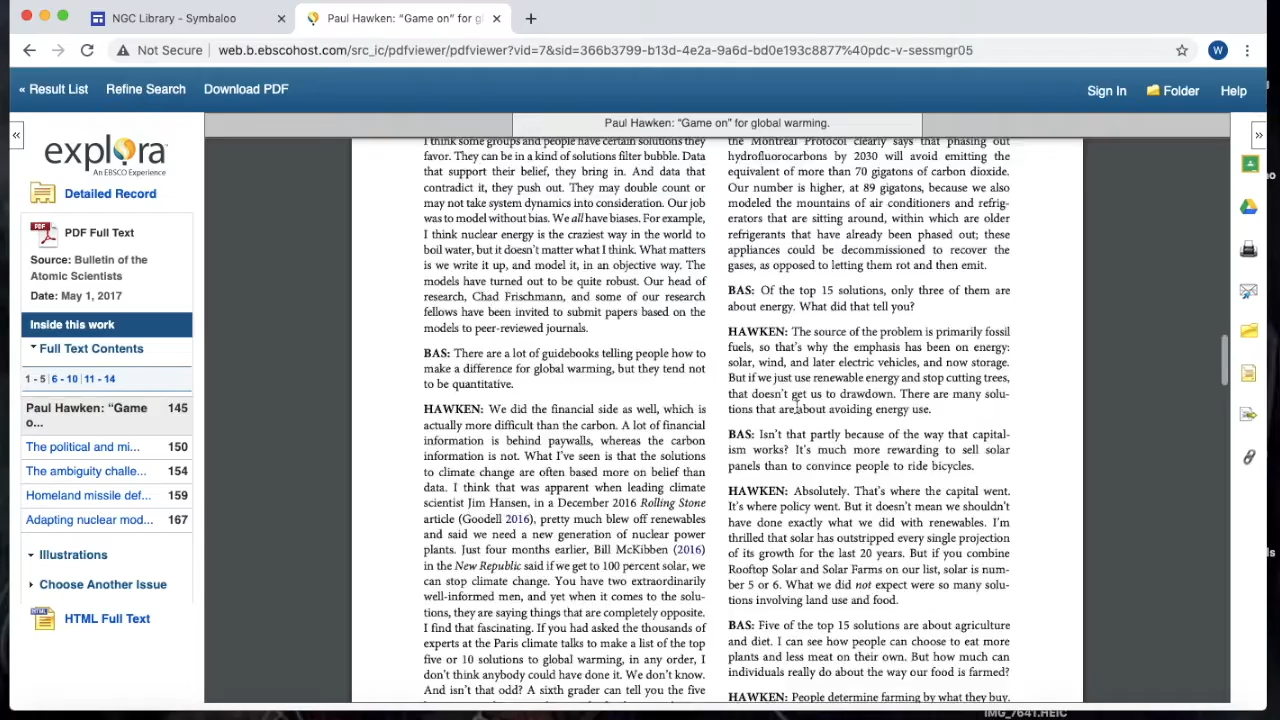 NGC Library - Symbaloo
Paul Hawken: “Game on” for g
Not Secure
web.b.ebscohost.com/src_ic/pdfviewer/pdfviewer?vid=7&sid=366b3799-b13d-4e2a-9a6d-bd0e193c8877%40pdc-v-sessmgr05
W
« Result List
Refine Search
Download PDF
Sign In
Folder
Help
Paul Hawken: “Game on” for global warming.
«
»
explora
An EBSCO Experience
Detailed Record
PDF
PDF Full Text
Source: Bulletin of the
Atomic Scientists
Date: May 1, 2017
Inside this work
Full Text Contents
1 - 5 | 6 - 10 | 11 - 14
Paul Hawken: “Game 145
o...
The political and mi... 150
The ambiguity challe... 154
Homeland missile def... 159
Adapting nuclear mod... 167
Illustrations
Choose Another Issue
HTML Full Text
I think some groups and people have certain solutions they
favor. They can be in a kind of solutions filter bubble. Data
that support their belief, they bring in. And data that
contradict it, they push out. They may double count or
may not take system dynamics into consideration. Our job
was to model without bias. We all have biases. For example,
I think nuclear energy is the craziest way in the world to
boil water, but it doesn’t matter what I think. What matters
is we write it up, and model it, in an objective way. The
models have turned out to be quite robust. Our head of
research, Chad Frischmann, and some of our research
fellows have been invited to submit papers based on the
models to peer-reviewed journals.
BAS: There are a lot of guidebooks telling people how to
make a difference for global warming, but they tend not
to be quantitative.
HAWKEN: We did the financial side as well, which is
actually more difficult than the carbon. A lot of financial
information is behind paywalls, whereas the carbon
information is not. What I’ve seen is that the solutions
to climate change are often based more on belief than
data. I think that was apparent when leading climate
scientist Jim Hansen, in a December 2016 Rolling Stone
article (Goodell 2016), pretty much blew off renewables
and said we need a new generation of nuclear power
plants. Just four months earlier, Bill McKibben (2016)
in the New Republic said if we get to 100 percent solar, we
can stop climate change. You have two extraordinarily
well-informed men, and yet when it comes to the solu-
tions, they are saying things that are completely opposite.
I find that fascinating. If you had asked the thousands of
experts at the Paris climate talks to make a list of the top
five or 10 solutions to global warming, in any order, I
don’t think anybody could have done it. We don’t know.
And isn’t that odd? A sixth grader can tell you the five
the Montreal Protocol clearly says that phasing out
hydrofluorocarbons by 2030 will avoid emitting the
equivalent of more than 70 gigatons of carbon dioxide.
Our number is higher, at 89 gigatons, because we also
modeled the mountains of air conditioners and refrig-
erators that are sitting around, within which are older
refrigerants that have already been phased out; these
appliances could be decommissioned to recover the
gases, as opposed to letting them rot and then emit.
BAS: Of the top 15 solutions, only three of them are
about energy. What did that tell you?
HAWKEN: The source of the problem is primarily fossil
fuels, so that’s why the emphasis has been on energy:
solar, wind, and later electric vehicles, and now storage.
But if we just use renewable energy and stop cutting trees,
that doesn’t get us to drawdown. There are many solu-
tions that are about avoiding energy use.
BAS: Isn’t that partly because of the way that capital-
ism works? It’s much more rewarding to sell solar
panels than to convince people to ride bicycles.
HAWKEN: Absolutely. That’s where the capital went.
It’s where policy went. But it doesn’t mean we shouldn’t
have done exactly what we did with renewables. I’m
thrilled that solar has outstripped every single projection
of its growth for the last 20 years. But if you combine
Rooftop Solar and Solar Farms on our list, solar is num-
ber 5 or 6. What we did not expect were so many solu-
tions involving land use and food.
BAS: Five of the top 15 solutions are about agriculture
and diet. I can see how people can choose to eat more
plants and less meat on their own. But how much can
individuals really do about the way our food is farmed?
HAWKEN: People determine farming by what they buy.
IMG_7641.HEIC